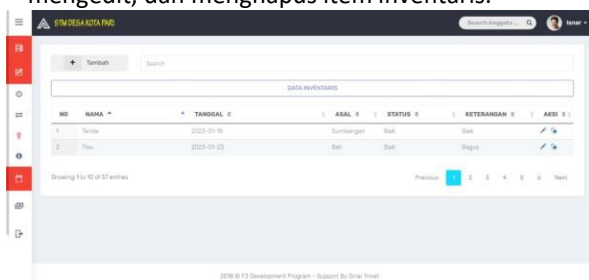 mengedit, dan menghapus item inventaris.
STM DESA KOTA PARI
Search Anggota...
Isnar
+ Tambah
Search
DATA INVENTARIS
NO NAMA TANGGAL ASAL STATUS KETERANGAN AKSI
1 Tenda 2023-01-16 Sumbangan Baik Baik
2 Tisu 2023-01-23 Beli Baik Bagus
Showing 1 to 10 of 57 entries
Previous 1 2 3 4 5 6 Next
2018 © F3 Development Program - Support By Sinar Trinet